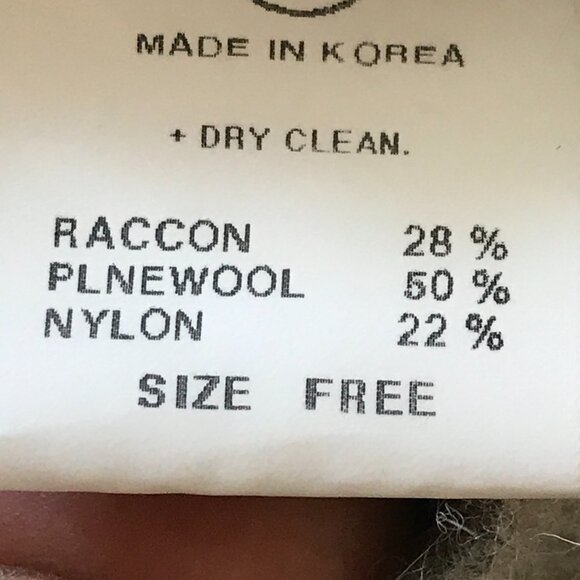 MADE IN KOREA
+ DRY CLEAN.
RACCON 28 %
PLNEWOOL 50 %
NYLON 22 %
SIZE FREE